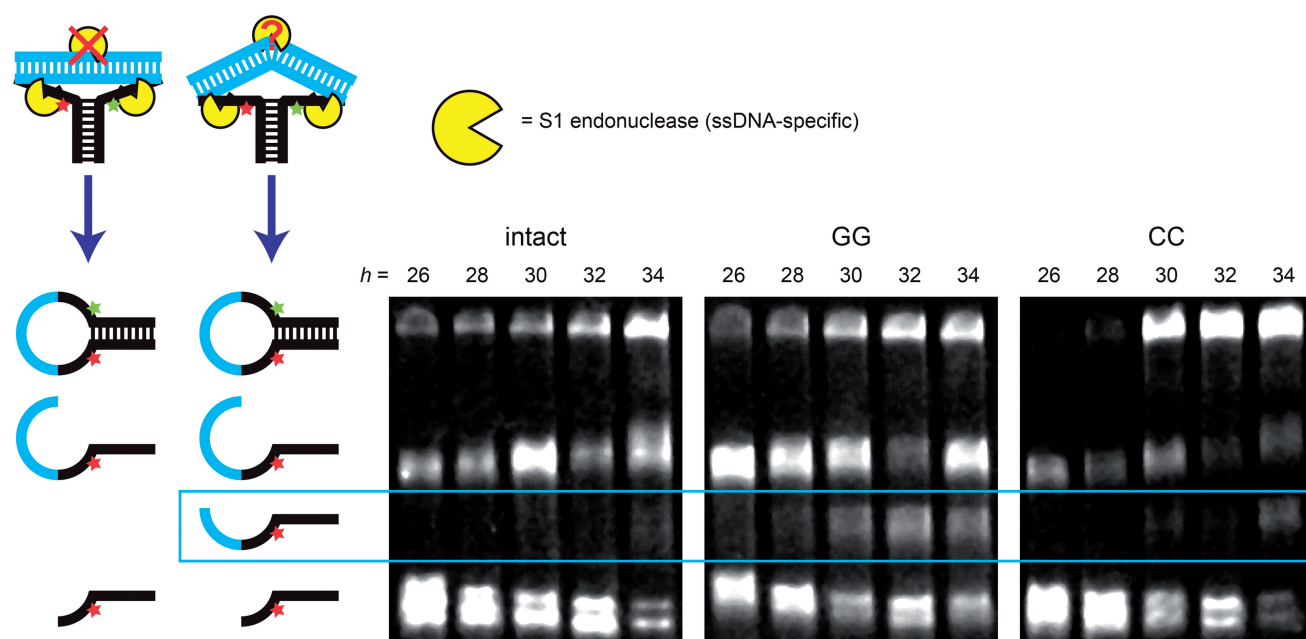 ?
= S1 endonuclease (ssDNA-specific)
intact GG CC
h = 26 28 30 32 34 26 28 30 32 34 26 28 30 32 34